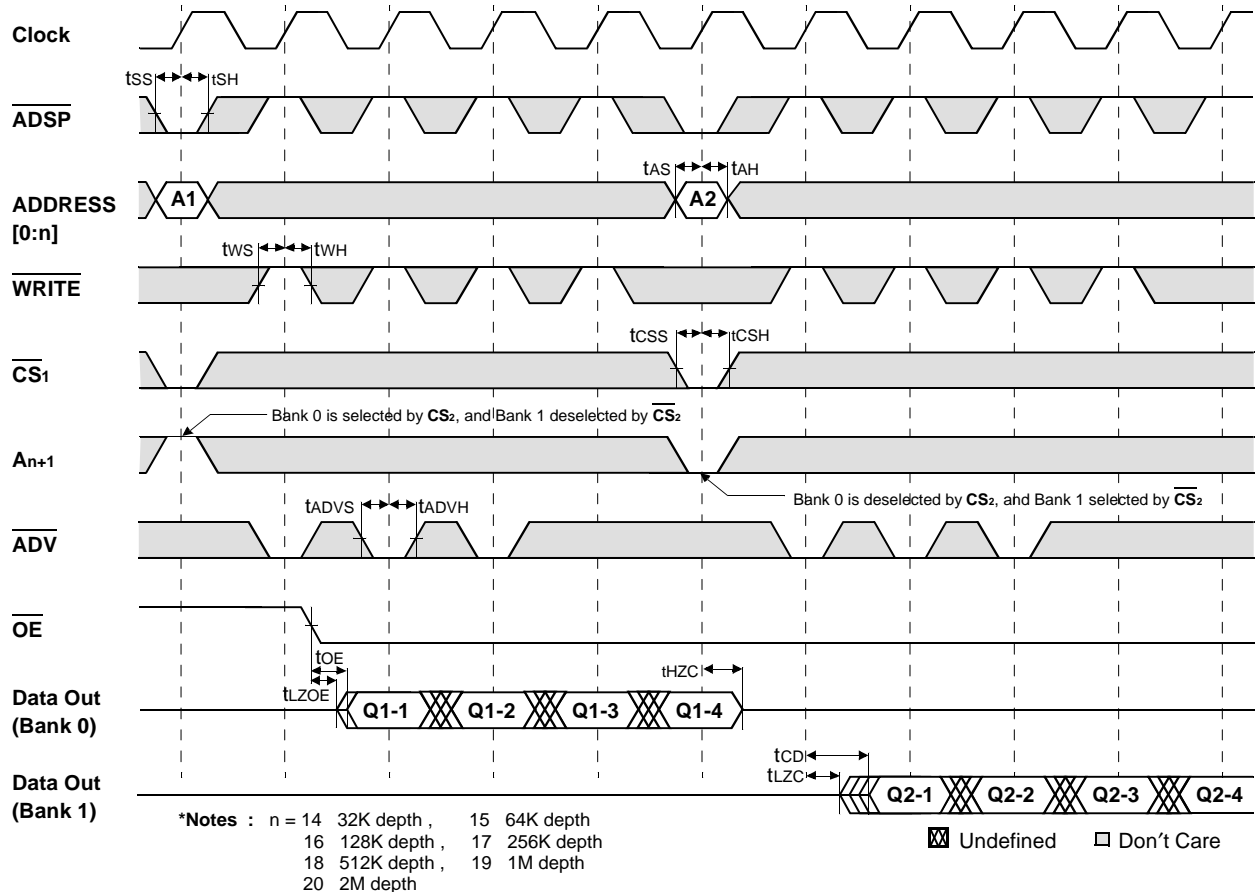 Clock
tSS tSH
ADSP
tAS tAH
ADDRESS
[0:n]
A1 A2
tWS tWH
WRITE
tCSS tCSH
CS1
Bank 0 is selected by CS2, and Bank 1 deselected by CS2
An+1
Bank 0 is deselected by CS2, and Bank 1 selected by CS2
tADVS tADVH
ADV
OE
tOE
tHZC
tLZOE
Data Out
(Bank 0)
Q1-1 Q1-2 Q1-3 Q1-4
tCD
tLZC
Data Out
(Bank 1)
Q2-1 Q2-2 Q2-3 Q2-4
*Notes : n = 14 32K depth , 15 64K depth
16 128K depth , 17 256K depth
18 512K depth , 19 1M depth
20 2M depth
Undefined Don't Care